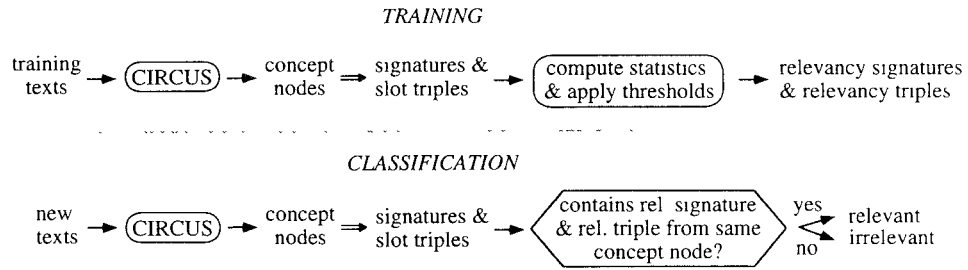 TRAINING
training texts → CIRCUS → concept nodes ⇒ signatures & slot triples → compute statistics & apply thresholds → relevancy signatures & relevancy triples
CLASSIFICATION
new texts → CIRCUS → concept nodes ⇒ signatures & slot triples → contains rel signature & rel. triple from same concept node? yes relevant
no irrelevant